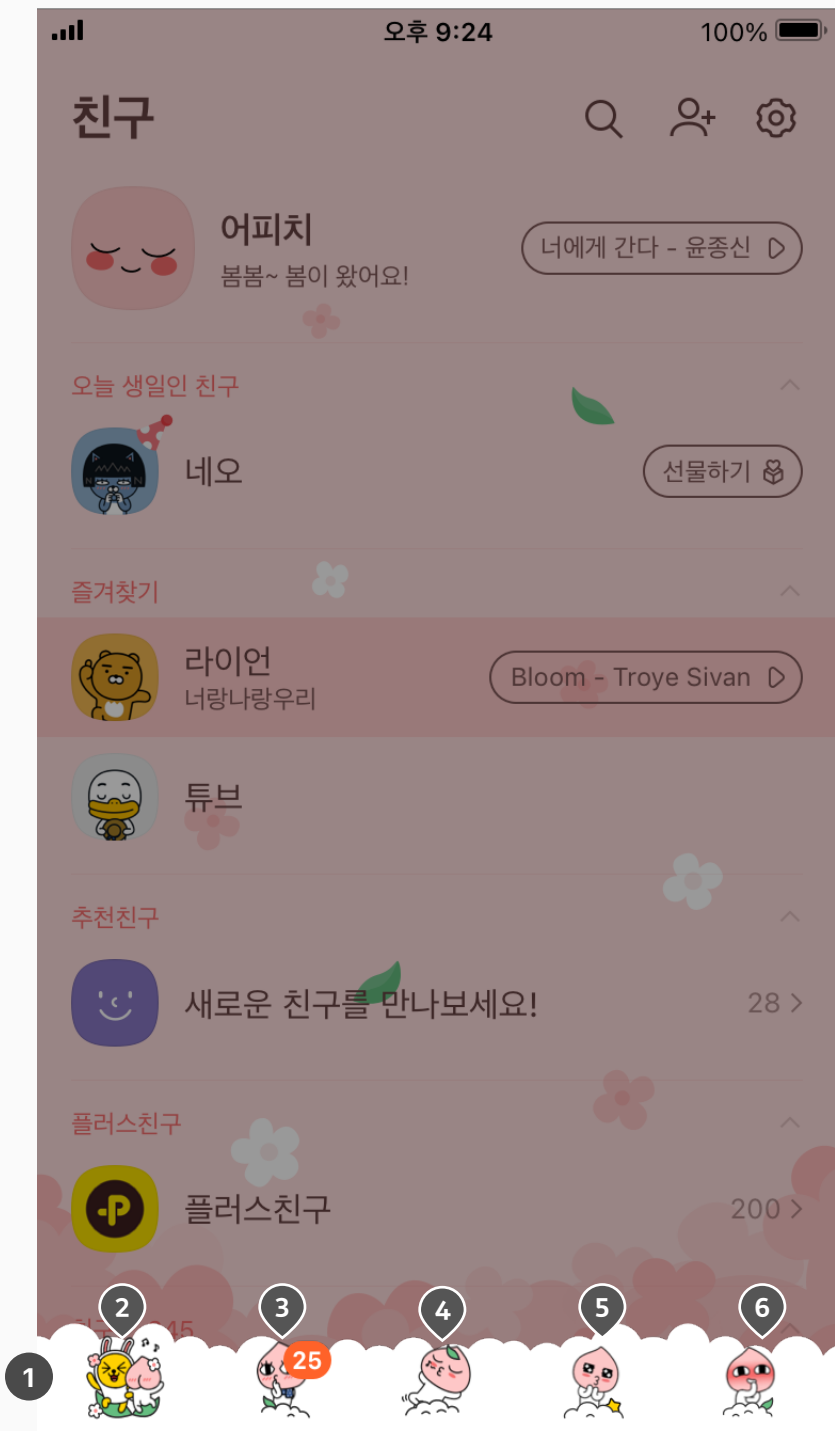 오후 9:24
100%
친구
어피치
너에게 간다 - 윤종신
봄봄~ 봄이 왔어요!
오늘 생일인 친구
네오
선물하기
즐겨찾기
라이언
Bloom - Troye Sivan
너랑나랑우리
튜브
추천친구
새로운 친구를 만나보세요!
28
플러스친구
플러스친구
200
2
3
4
5
6
25
1